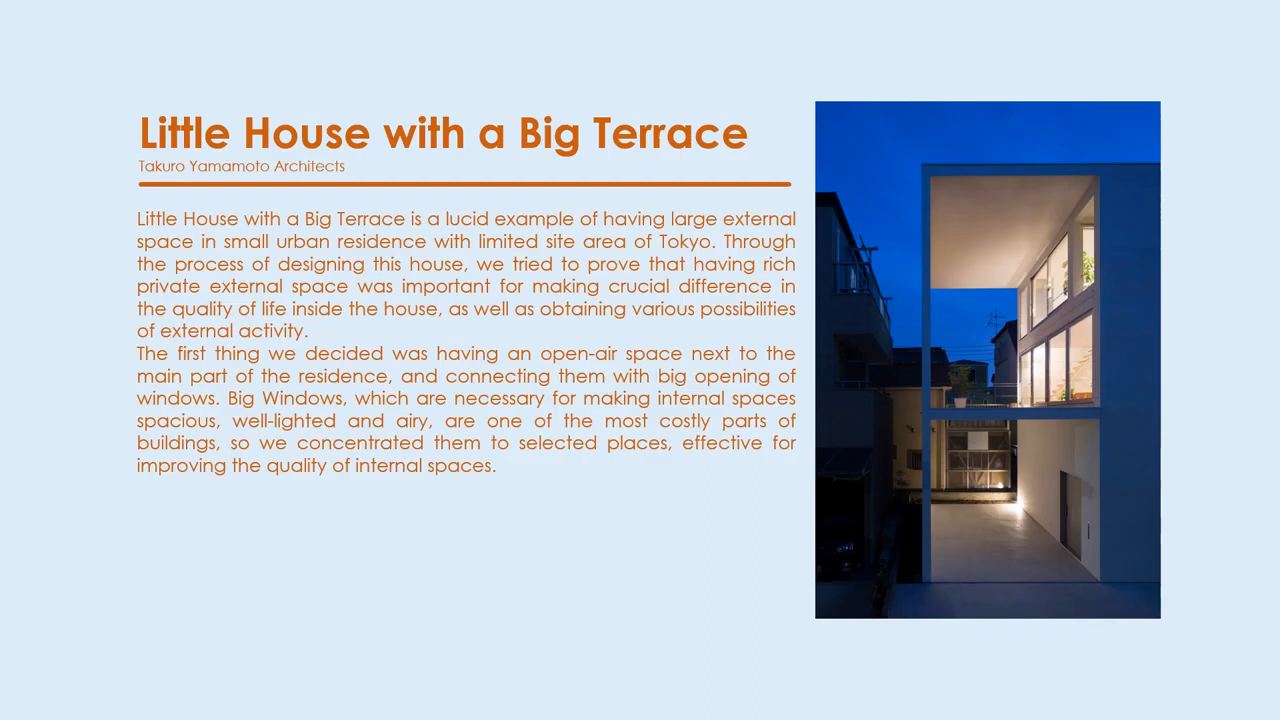 Little House with a Big Terrace
Takuro Yamamoto Architects
Little House with a Big Terrace is a lucid example of having large external
space in small urban residence with limited site area of Tokyo. Through
the process of designing this house, we tried to prove that having rich
private external space was important for making crucial difference in
the quality of life inside the house, as well as obtaining various possibilities
of external activity.
The first thing we decided was having an open-air space next to the
main part of the residence, and connecting them with big opening of
windows. Big Windows, which are necessary for making internal spaces
spacious, well-lighted and airy, are one of the most costly parts of
buildings, so we concentrated them to selected places, effective for
improving the quality of internal spaces.